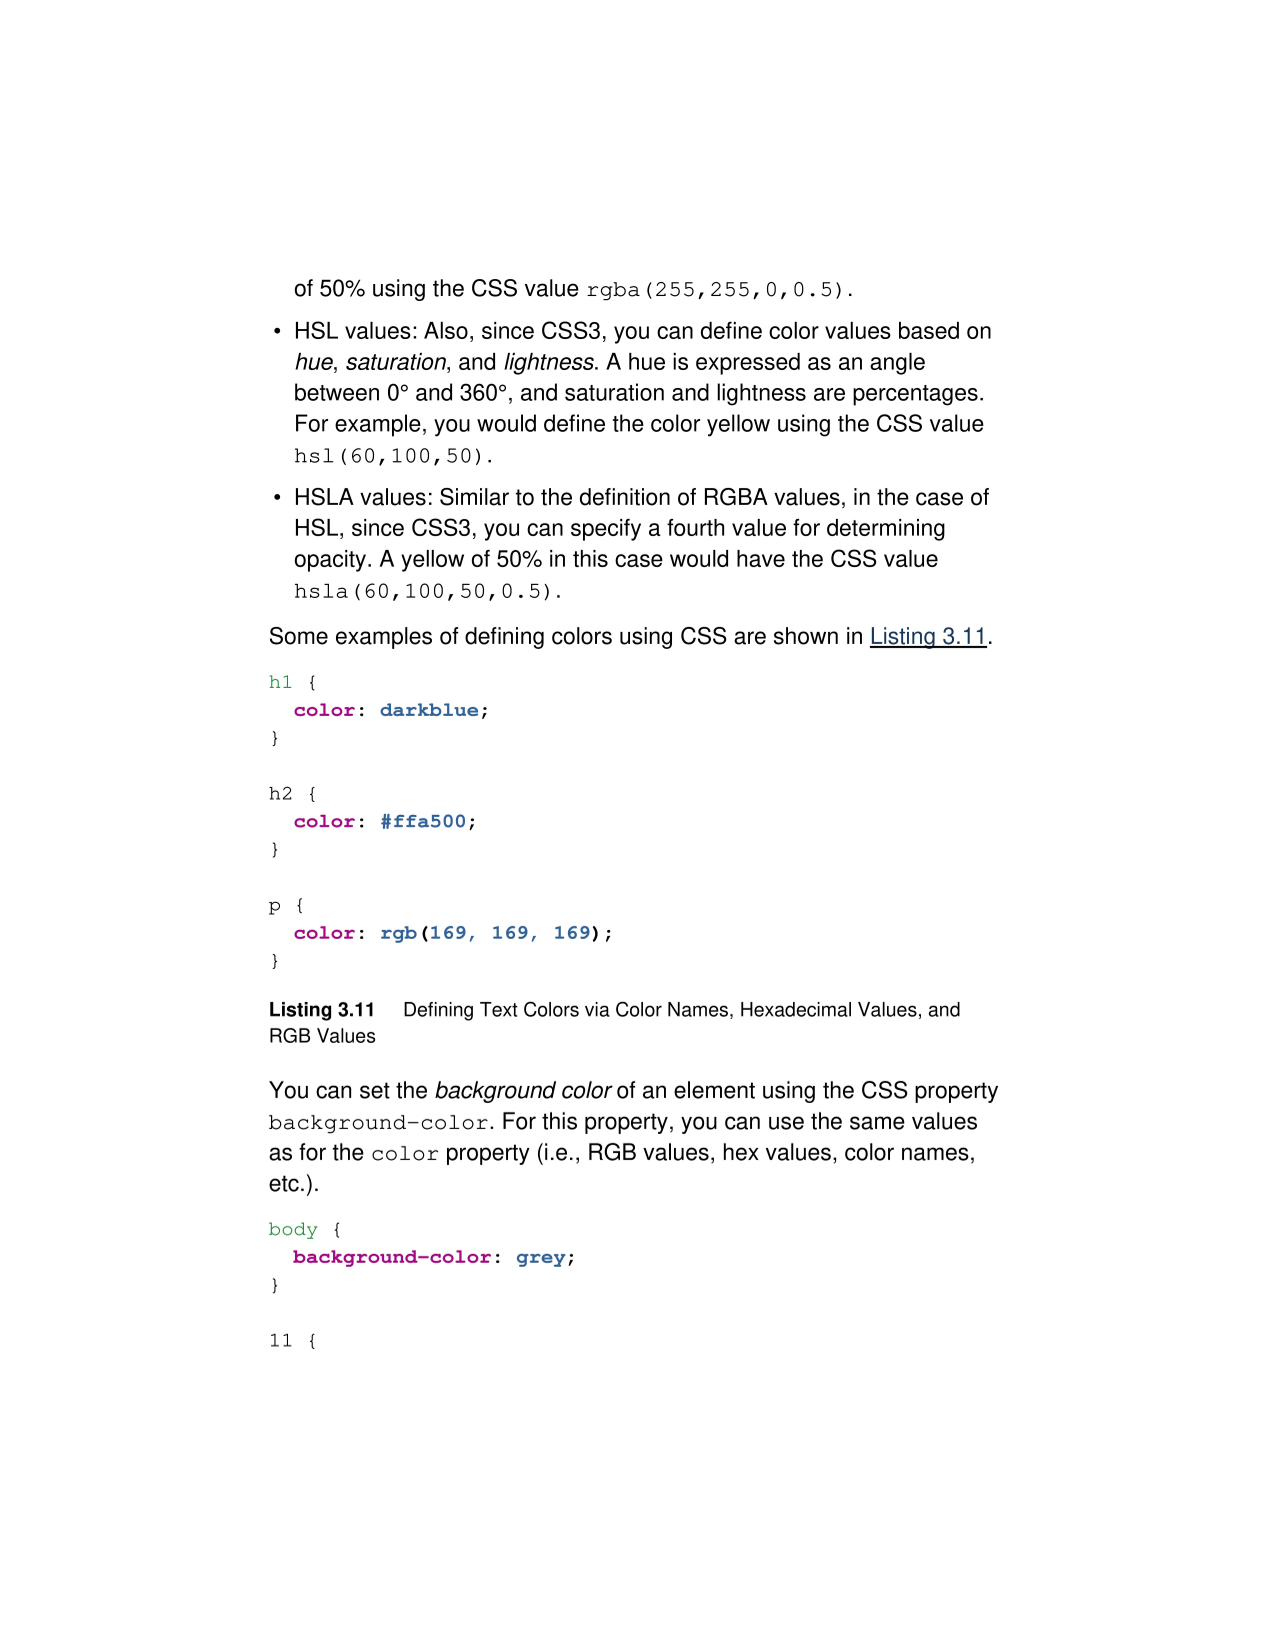 of 50% using the CSS value rgba(255,255,0,0.5).
• HSL values: Also, since CSS3, you can define color values based on
hue, saturation, and lightness. A hue is expressed as an angle
between 0° and 360°, and saturation and lightness are percentages.
For example, you would define the color yellow using the CSS value
hsl(60,100,50).
• HSLA values: Similar to the definition of RGBA values, in the case of
HSL, since CSS3, you can specify a fourth value for determining
opacity. A yellow of 50% in this case would have the CSS value
hsla(60,100,50,0.5).
Some examples of defining colors using CSS are shown in Listing 3.11.
h1 {
  color: darkblue;
}

h2 {
  color: #ffa500;
}

p {
  color: rgb(169, 169, 169);
}
Listing 3.11 Defining Text Colors via Color Names, Hexadecimal Values, and
RGB Values
You can set the background color of an element using the CSS property
background-color. For this property, you can use the same values
as for the color property (i.e., RGB values, hex values, color names,
etc.).
body {
  background-color: grey;
}

11 {